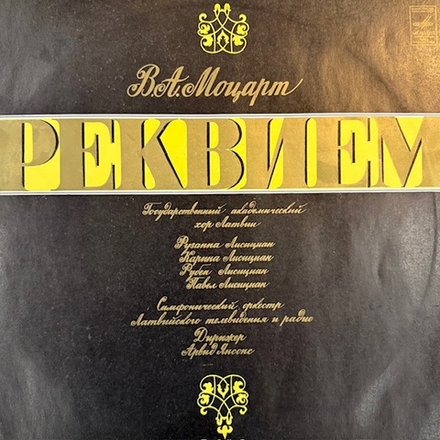 В.А. Моцарт
РЕКВИЕМ
Государственный академический
хор Латвии
Рузанна Лисициан
Карина Лисициан
Рубен Лисициан
Павел Лисициан
Симфонический оркестр
Латвийского телевидения и радио
Дирижер
Арвид Янсонс